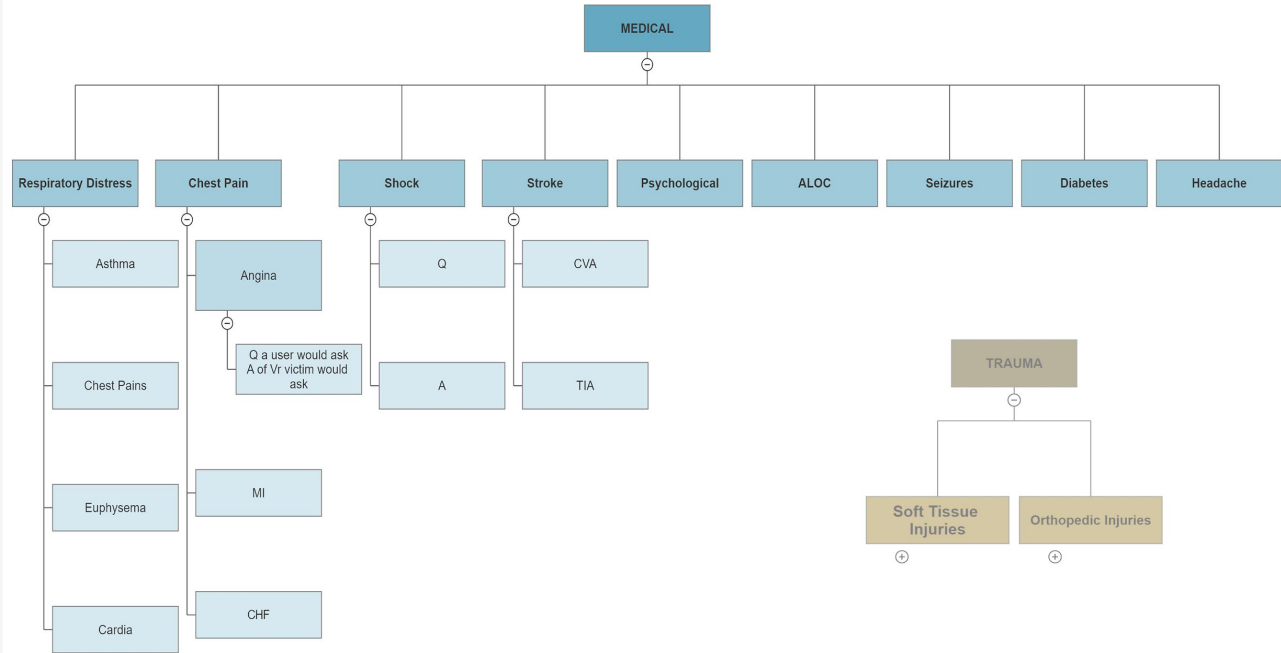 MEDICAL
Respiratory Distress
Chest Pain
Shock
Stroke
Psychological
ALOC
Seizures
Diabetes
Headache
Asthma
Angina
Q
CVA
Q a user would ask
A of Vr victim would
ask
Chest Pains
A
TIA
TRAUMA
Euphysema
MI
Soft Tissue
Injuries
Orthopedic Injuries
Cardia
CHF